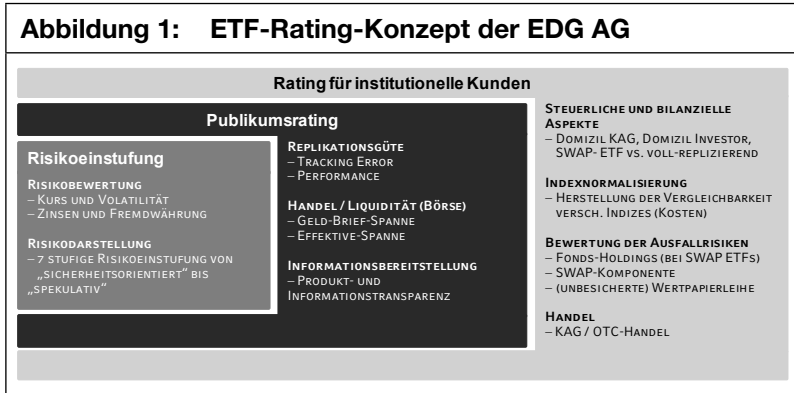 Abbildung 1: ETF-Rating-Konzept der EDG AG
Rating für institutionelle Kunden
Publikumsrating
Risikoeinstufung
RISIKOBEWERTUNG
– KURS UND VOLATILITÄT
– ZINSEN UND FREMDWÄHRUNG
RISIKODARSTELLUNG
– 7 STUFIGE RISIKOEINSTUFUNG VON
„SICHERHEITSORIENTIERT“ BIS
„SPEKULATIV“
REPLIKATIONSGÜTE
– TRACKING ERROR
– PERFORMANCE
HANDEL / LIQUIDITÄT (BÖRSE)
– GELD-BRIEF-SPANNE
– EFFEKTIVE-SPANNE
INFORMATIONSBEREITSTELLUNG
– PRODUKT- UND
INFORMATIONSTRANSPARENZ
STEUERLICHE UND BILANZIELLE
ASPEKTE
– DOMIZIL KAG, DOMIZIL INVESTOR,
SWAP- ETF VS. VOLL-REPLIZIEREND
INDEXNORMALISIERUNG
– HERSTELLUNG DER VERGLEICHBARKEIT
VERSCH. INDIZES (KOSTEN)
BEWERTUNG DER AUSFALLRISIKEN
– FONDS-HOLDINGS (BEI SWAP ETFS)
– SWAP-KOMPONENTE
– (UNBESICHERTE) WERTPAPIERLEIHE
HANDEL
– KAG / OTC-HANDEL